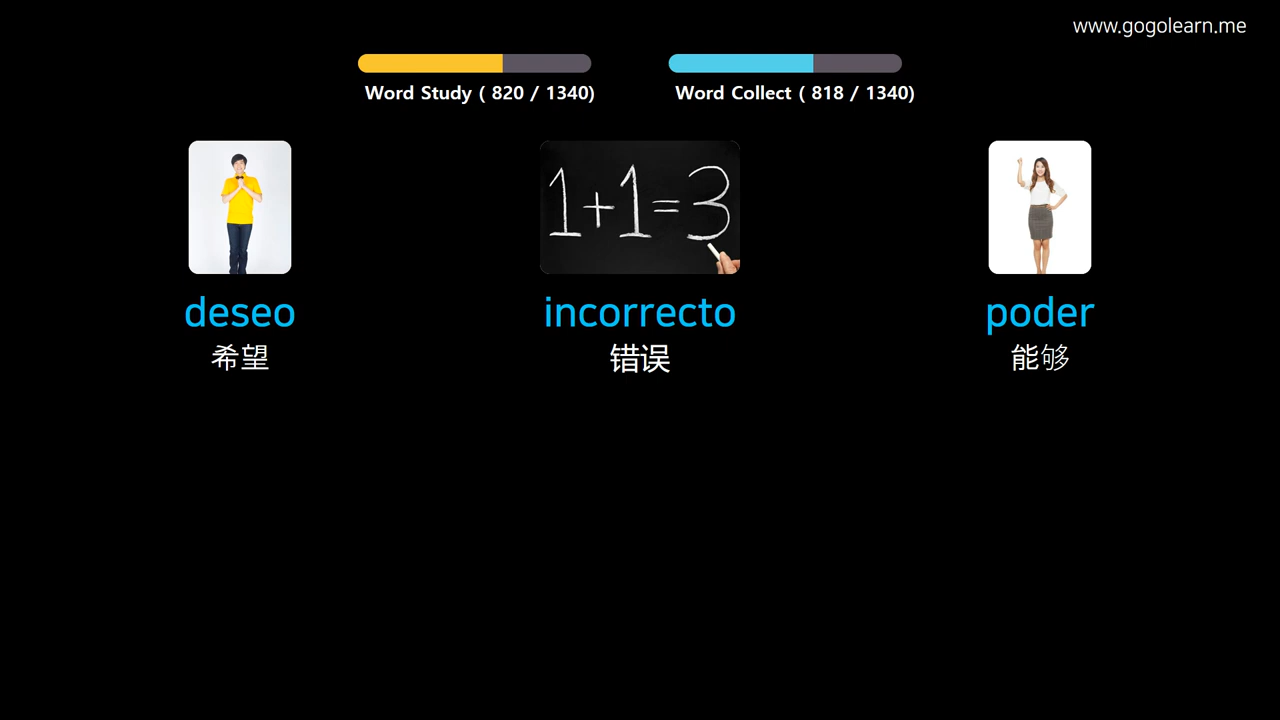 www.gogolearn.me
Word Study ( 820 / 1340)
Word Collect ( 818 / 1340)
1+1=3
deseo
incorrecto
poder
希望
错误
能够